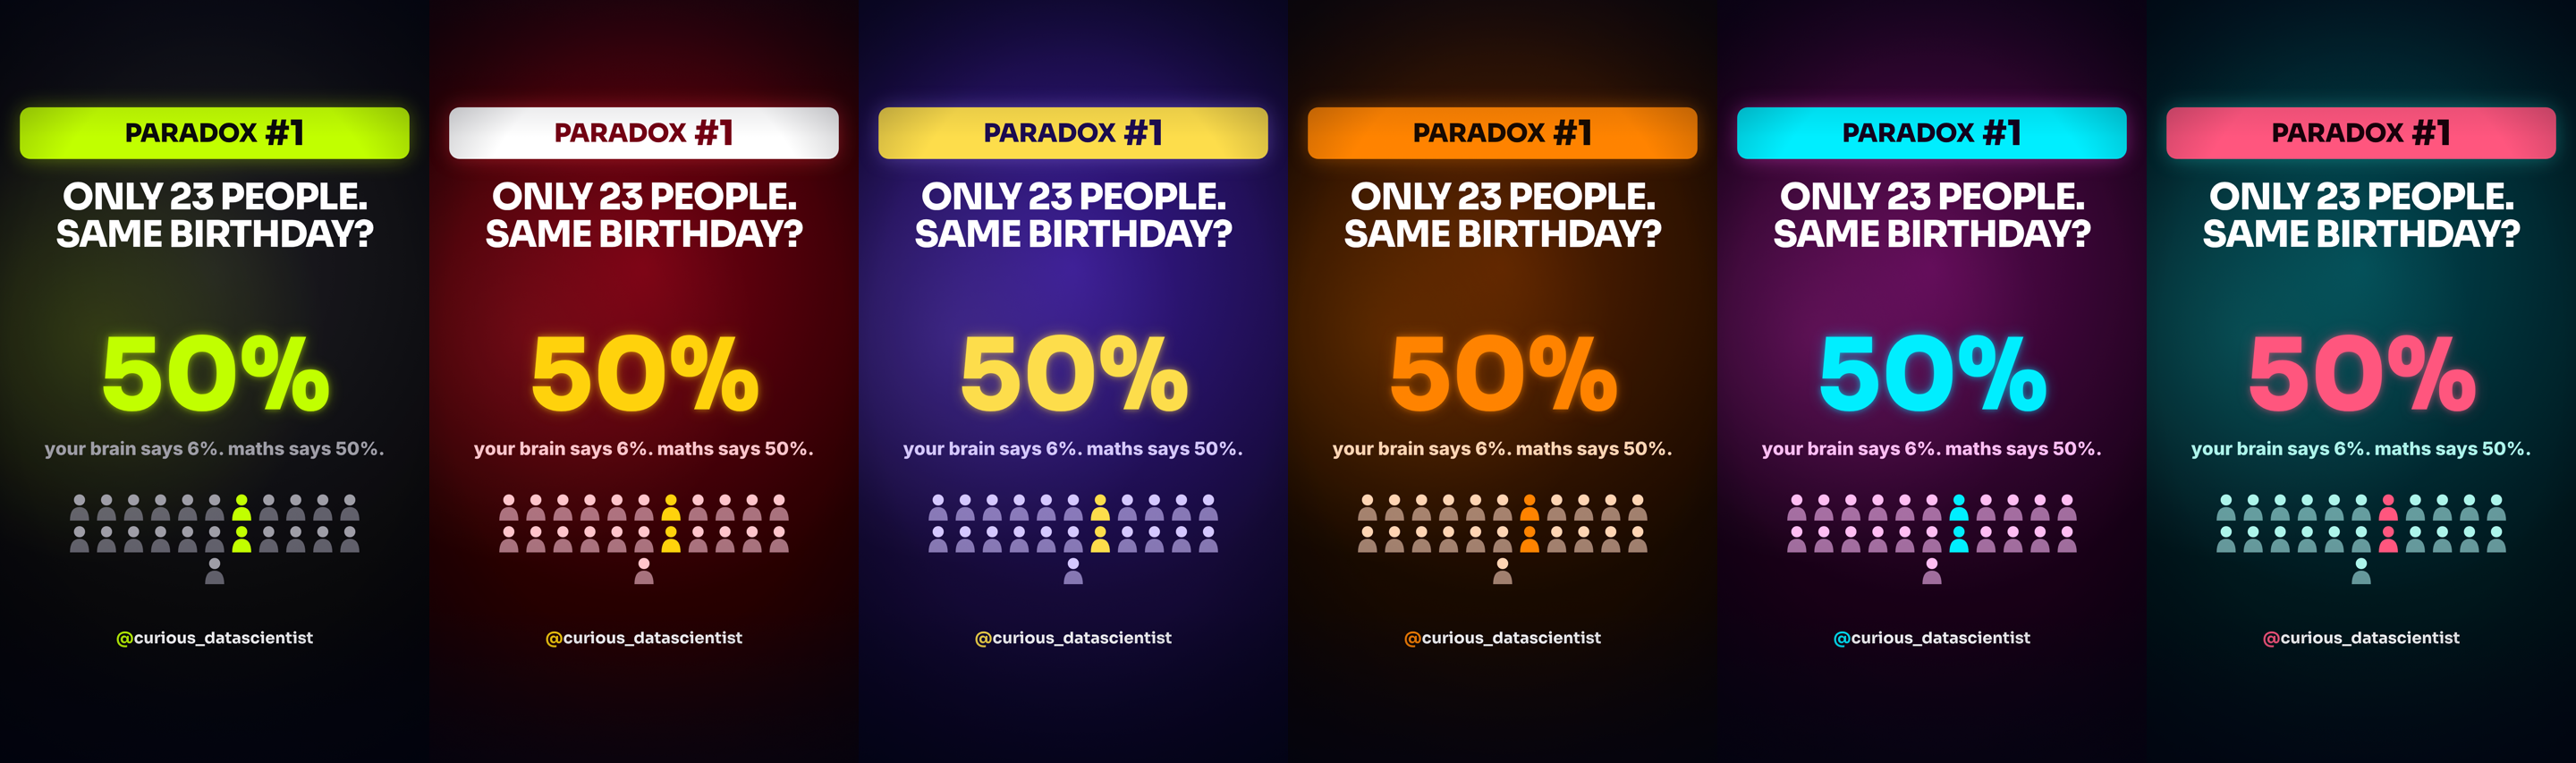 PARADOX #1
ONLY 23 PEOPLE.
SAME BIRTHDAY?
50%
your brain says 6%. maths says 50%.
@curious_datascientist
PARADOX #1
ONLY 23 PEOPLE.
SAME BIRTHDAY?
50%
your brain says 6%. maths says 50%.
@curious_datascientist
PARADOX #1
ONLY 23 PEOPLE.
SAME BIRTHDAY?
50%
your brain says 6%. maths says 50%.
@curious_datascientist
PARADOX #1
ONLY 23 PEOPLE.
SAME BIRTHDAY?
50%
your brain says 6%. maths says 50%.
@curious_datascientist
PARADOX #1
ONLY 23 PEOPLE.
SAME BIRTHDAY?
50%
your brain says 6%. maths says 50%.
@curious_datascientist
PARADOX #1
ONLY 23 PEOPLE.
SAME BIRTHDAY?
50%
your brain says 6%. maths says 50%.
@curious_datascientist